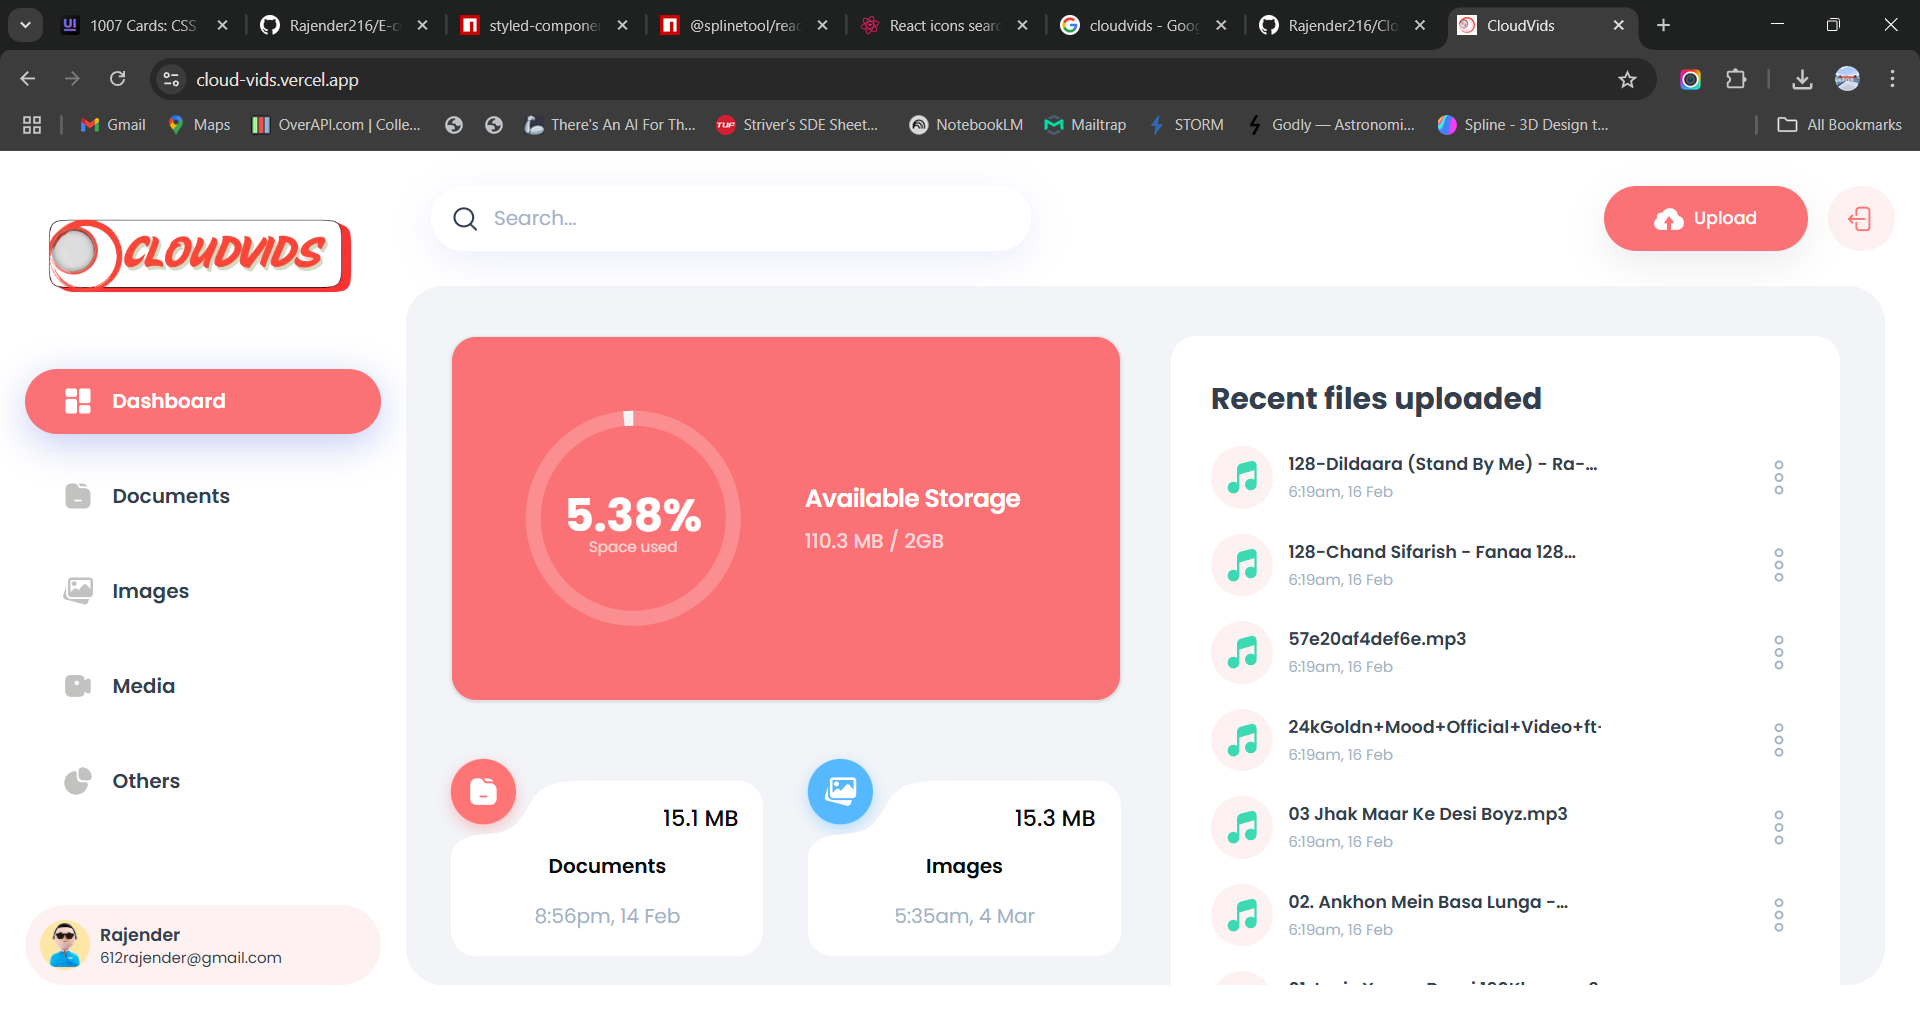 1007 Cards: CSS
Rajender216/E-c
styled-componen
@splinetool/reac
React icons searc
cloudvids - Goog
Rajender216/Clo
CloudVids
cloud-vids.vercel.app
Gmail
Maps
OverAPI.com | Colle...
There's An AI For Th...
TUF
Striver's SDE Sheet...
NotebookLM
Mailtrap
STORM
Godly — Astronomi...
Spline - 3D Design t...
All Bookmarks
CLOUDVIDS
Search...
Upload
Dashboard
Documents
Images
Media
Others
Rajender
612rajender@gmail.com
5.38%
Space used
Available Storage
110.3 MB / 2GB
15.1 MB
Documents
8:56pm, 14 Feb
15.3 MB
Images
5:35am, 4 Mar
Recent files uploaded
128-Dildaara (Stand By Me) - Ra-...
6:19am, 16 Feb
128-Chand Sifarish - Fanaa 128...
6:19am, 16 Feb
57e20af4def6e.mp3
6:19am, 16 Feb
24kGoldn+Mood+Official+Video+ft-
6:19am, 16 Feb
03 Jhak Maar Ke Desi Boyz.mp3
6:19am, 16 Feb
02. Ankhon Mein Basa Lunga -...
6:19am, 16 Feb